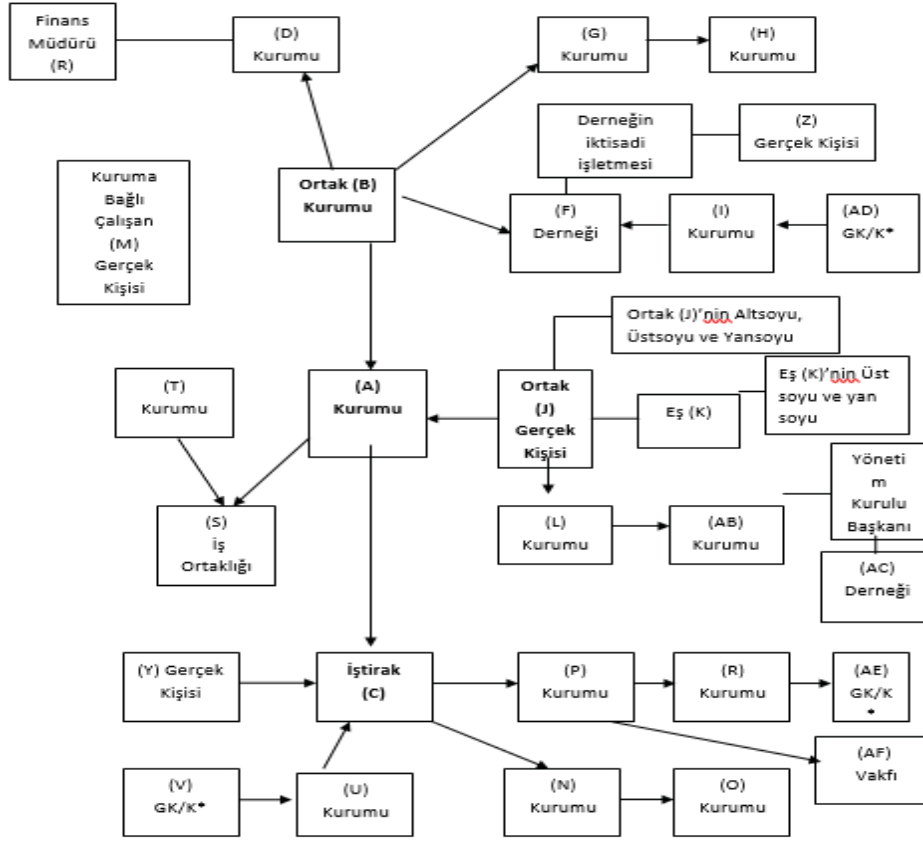 Finans
Müdürü
(R)
(D)
Kurumu
(G)
Kurumu
(H)
Kurumu
Derneğin
iktisadi
işletmesi
(Z)
Gerçek Kişisi
Kuruma
Bağlı
Çalışan
(M)
Gerçek
Kişisi
Ortak (B)
Kurumu
(F)
Derneği
(I)
Kurumu
(AD)
GK/K*
Ortak (J)'nin Altsoyu,
Üstsoyu ve Yansoyu
(T)
Kurumu
(A)
Kurumu
Ortak
(J)
Gerçek
Kişisi
Eş (K)
Eş (K)'nin Üst
soyu ve yan
soyu
Yöneti
m
Kurulu
Başkanı
(S)
İş
Ortaklığı
(L)
Kurumu
(AB)
Kurumu
(AC)
Derneği
(Y) Gerçek
Kişisi
İştirak
(C)
(P)
Kurumu
(R)
Kurumu
(AE)
GK/K
*
(AF)
Vakfı
(V)
GK/K*
(U)
Kurumu
(N)
Kurumu
(O)
Kurumu